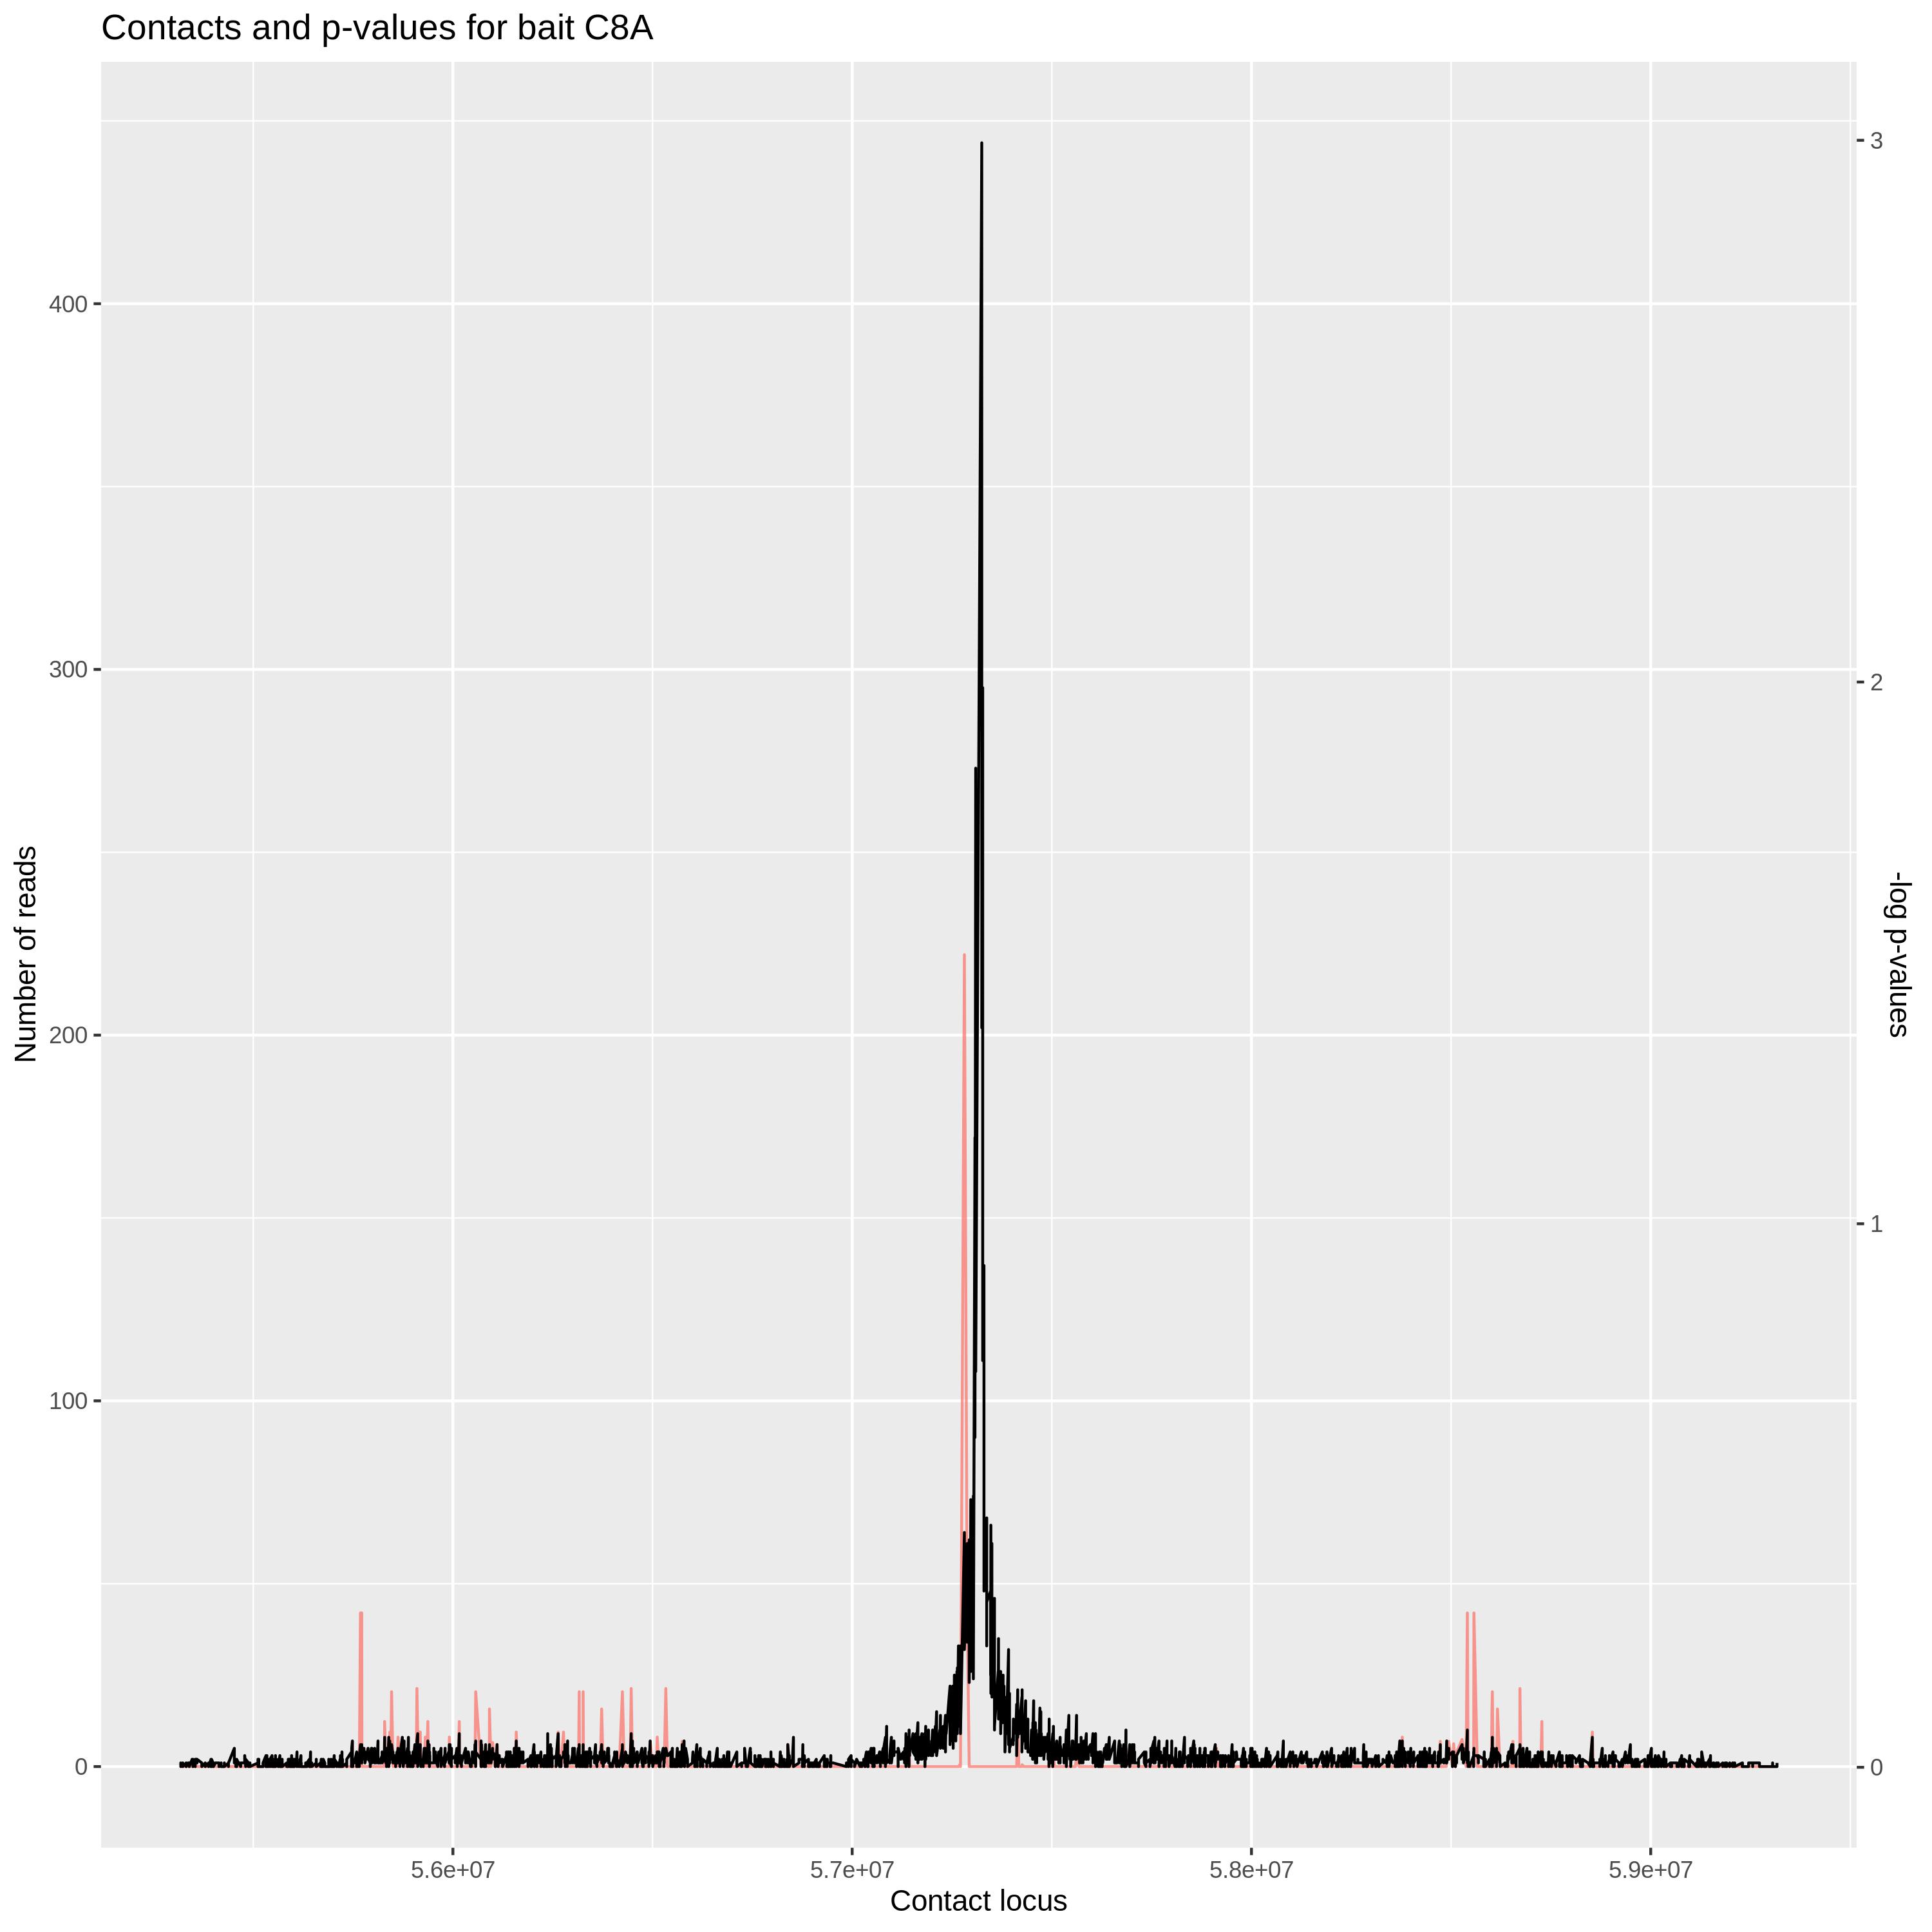 Contacts and p-values for bait C8A
Number of reads
400
300
200
100
0
3
2
1
0
-log p-values
5.6e+07
5.7e+07
5.8e+07
5.9e+07
Contact locus